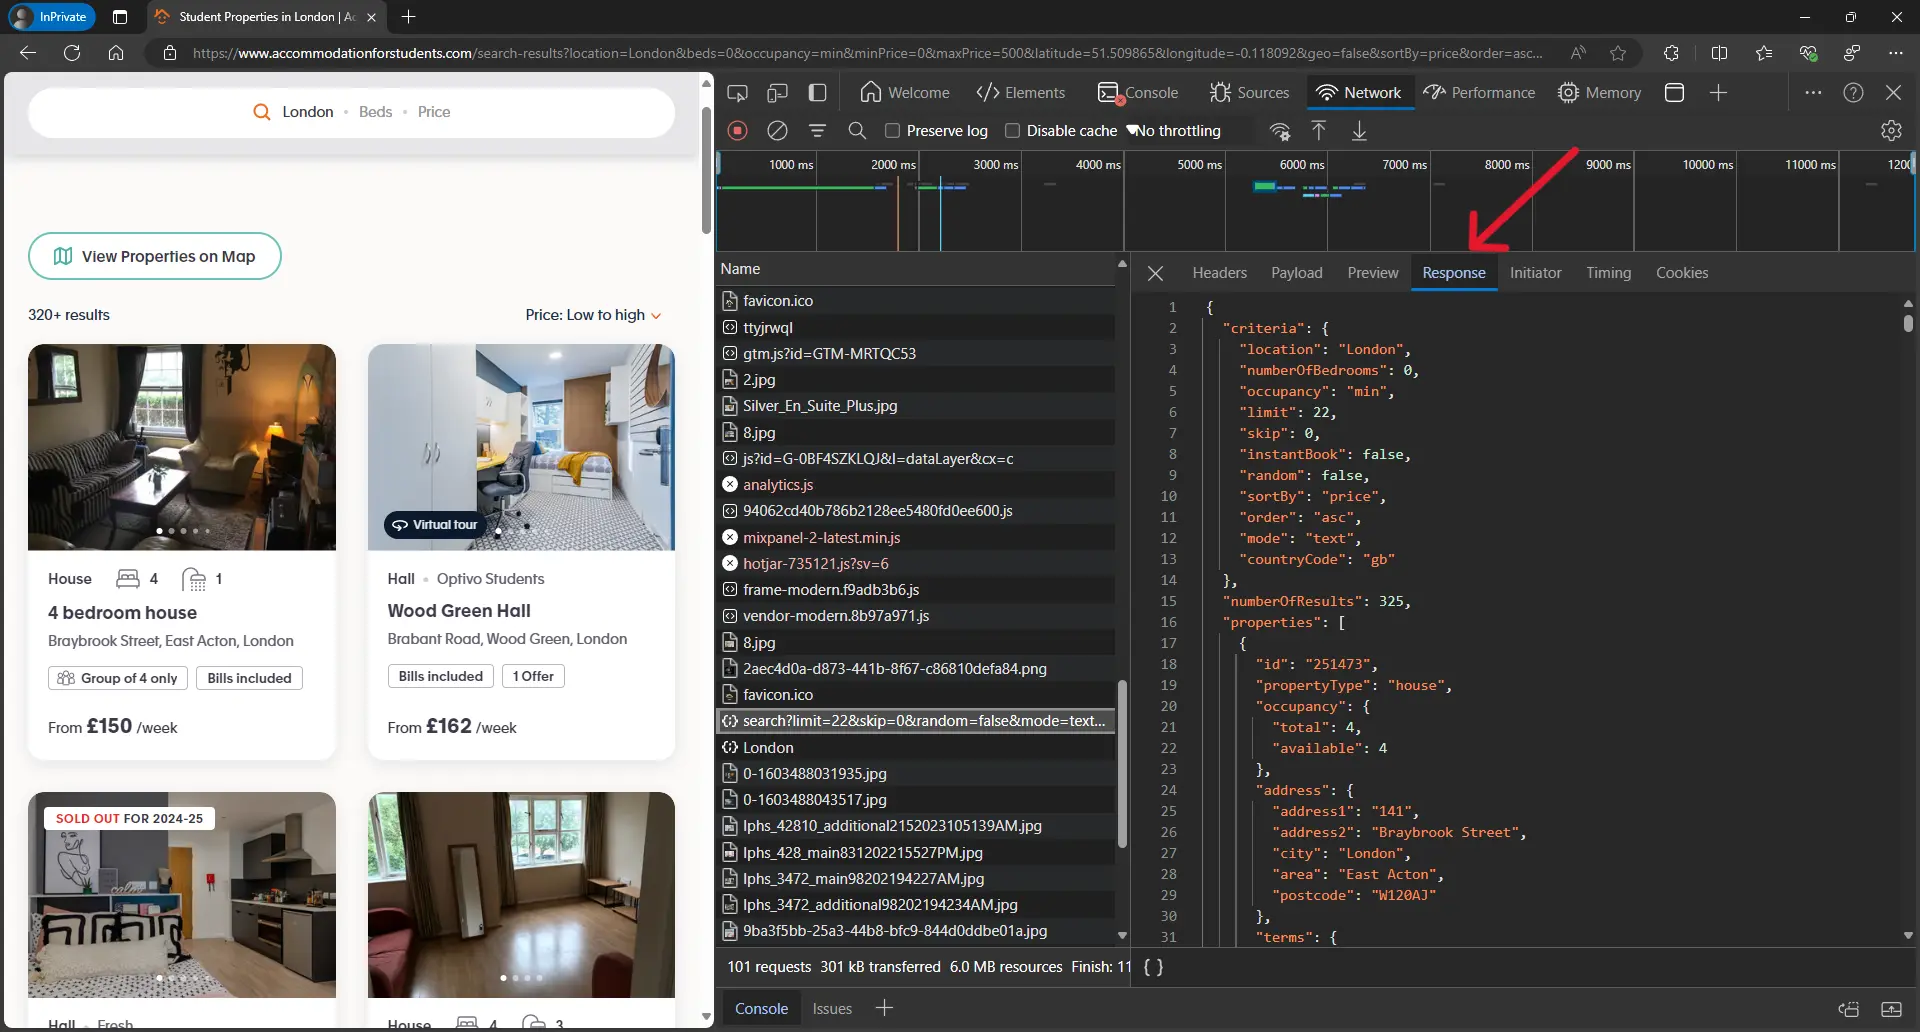 InPrivate
Student Properties in London | Ac
https://www.accommodationforstudents.com/search-results?location=London&beds=0&occupancy=min&minPrice=0&maxPrice=500&latitude=51.509865&longitude=-0.118092&geo=false&sortBy=price&order=asc...
London • Beds • Price
View Properties on Map
320+ results
Price: Low to high
Virtual tour
House 4 1
4 bedroom house
Braybrook Street, East Acton, London
Group of 4 only Bills included
From £150 /week
Hall • Optivo Students
Wood Green Hall
Brabant Road, Wood Green, London
Bills included 1 Offer
From £162 /week
SOLD OUT FOR 2024-25
Hall • Fresh
House 4 3
Welcome Elements Console Sources Network Performance Memory
Preserve log Disable cache No throttling
1000 ms 2000 ms 3000 ms 4000 ms 5000 ms 6000 ms 7000 ms 8000 ms 9000 ms 10000 ms 11000 ms 1200
Name
favicon.ico
ttyjrwql
gtm.js?id=GTM-MRTQC53
2.jpg
Silver_En_Suite_Plus.jpg
8.jpg
js?id=G-0BF4SZKLQJ&l=dataLayer&cx=c
analytics.js
94062cd40b786b2128ee5480fd0ee600.js
mixpanel-2-latest.min.js
hotjar-735121.js?sv=6
frame-modern.f9adb3b6.js
vendor-modern.8b97a971.js
8.jpg
2aec4d0a-d873-441b-8f67-c86810defa84.png
favicon.ico
search?limit=22&skip=0&random=false&mode=text...
London
0-1603488031935.jpg
0-1603488043517.jpg
lphs_42810_additional2152023105139AM.jpg
lphs_428_main831202215527PM.jpg
lphs_3472_main98202194227AM.jpg
lphs_3472_additional98202194234AM.jpg
9ba3f5bb-25a3-44b8-bfc9-844d0ddbe01a.jpg
101 requests 301 kB transferred 6.0 MB resources Finish: 11
Headers Payload Preview Response Initiator Timing Cookies
1 {
2 "criteria": {
3 "location": "London",
4 "numberOfBedrooms": 0,
5 "occupancy": "min",
6 "limit": 22,
7 "skip": 0,
8 "instantBook": false,
9 "random": false,
10 "sortBy": "price",
11 "order": "asc",
12 "mode": "text",
13 "countryCode": "gb"
14 },
15 "numberOfResults": 325,
16 "properties": [
17 {
18 "id": "251473",
19 "propertyType": "house",
20 "occupancy": {
21 "total": 4,
22 "available": 4
23 },
24 "address": {
25 "address1": "141",
26 "address2": "Braybrook Street",
27 "city": "London",
28 "area": "East Acton",
29 "postcode": "W120AJ"
30 },
31 "terms": {
{ }
Console Issues